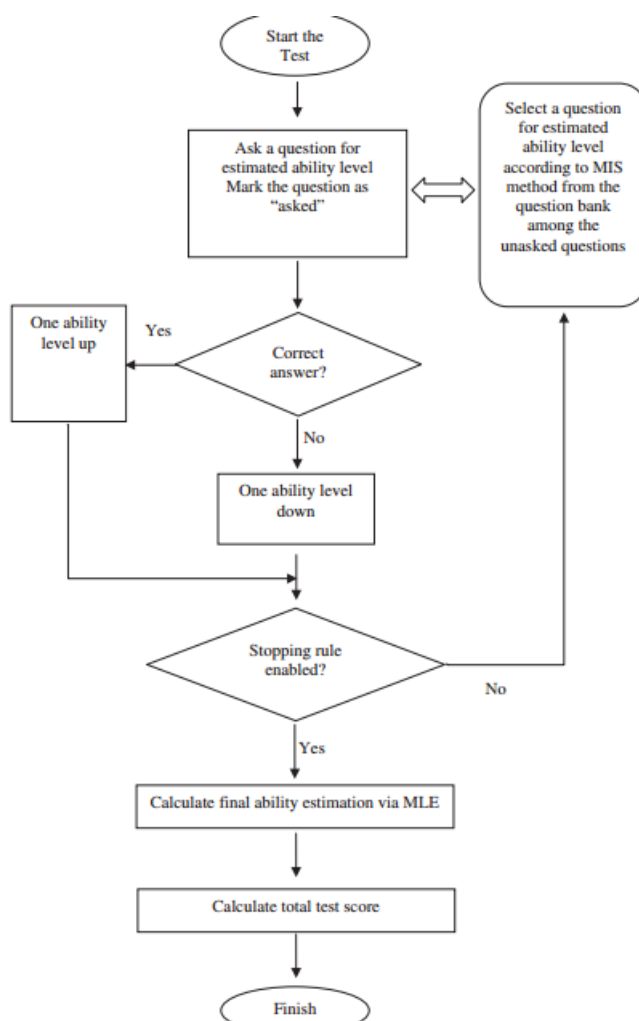 Start the
Test
Ask a question for
estimated ability level
Mark the question as
“asked”
Select a question
for estimated
ability level
according to MIS
method from the
question bank
among the
unasked questions
One ability
level up
Yes
Correct
answer?
No
One ability level
down
Stopping rule
enabled?
No
Yes
Calculate final ability estimation via MLE
Calculate total test score
Finish